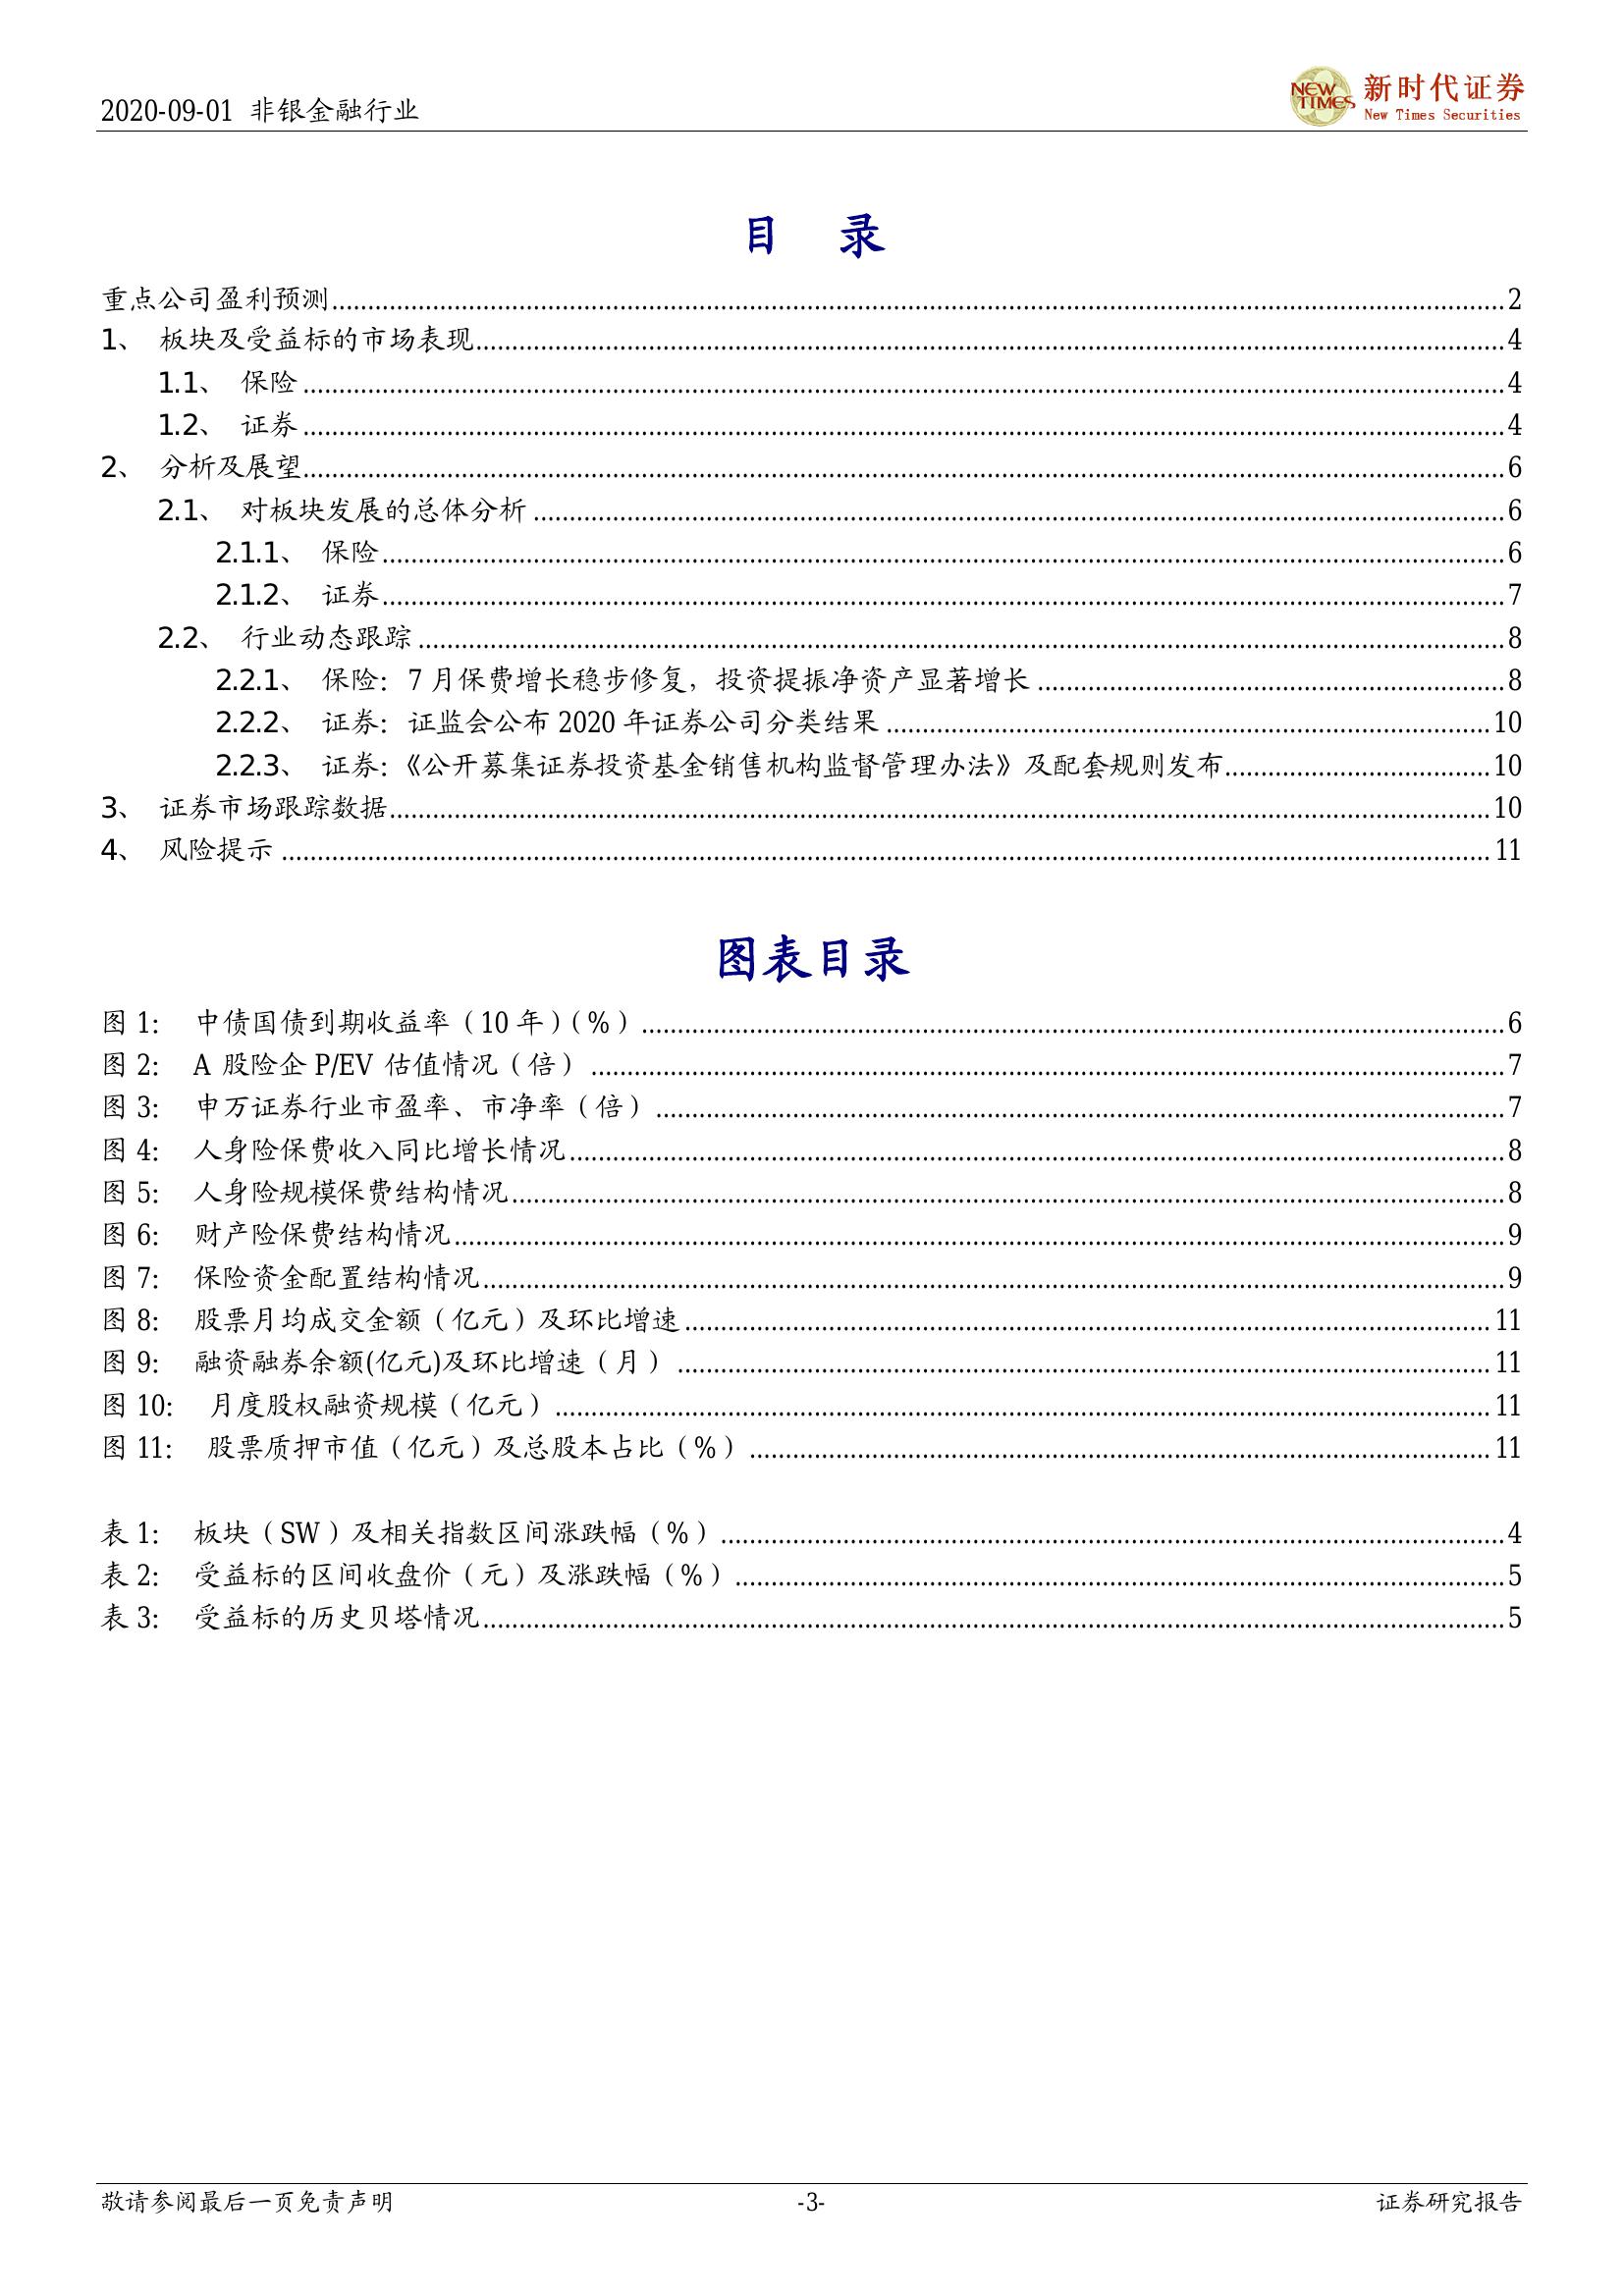 2020-09-01 非银金融行业
NEW TIMES 新时代证券
New Times Securities
目 录
重点公司盈利预测 2
1、 板块及受益标的市场表现 4
1.1、 保险 4
1.2、 证券 4
2、 分析及展望 6
2.1、 对板块发展的总体分析 6
2.1.1、 保险 6
2.1.2、 证券 7
2.2、 行业动态跟踪 8
2.2.1、 保险：7 月保费增长稳步修复，投资提振净资产显著增长 8
2.2.2、 证券：证监会公布 2020 年证券公司分类结果 10
2.2.3、 证券：《公开募集证券投资基金销售机构监督管理办法》及配套规则发布 10
3、 证券市场跟踪数据 10
4、 风险提示 11
图表目录
图 1： 中债国债到期收益率（10 年）（%） 6
图 2： A 股险企 P/EV 估值情况（倍） 7
图 3： 申万证券行业市盈率、市净率（倍） 7
图 4： 人身险保费收入同比增长情况 8
图 5： 人身险规模保费结构情况 8
图 6： 财产险保费结构情况 9
图 7： 保险资金配置结构情况 9
图 8： 股票月均成交金额（亿元）及环比增速 11
图 9： 融资融券余额(亿元)及环比增速（月） 11
图 10： 月度股权融资规模（亿元） 11
图 11： 股票质押市值（亿元）及总股本占比（%） 11
表 1： 板块（SW）及相关指数区间涨跌幅（%） 4
表 2： 受益标的区间收盘价（元）及涨跌幅（%） 5
表 3： 受益标的历史贝塔情况 5
敬请参阅最后一页免责声明 -3- 证券研究报告